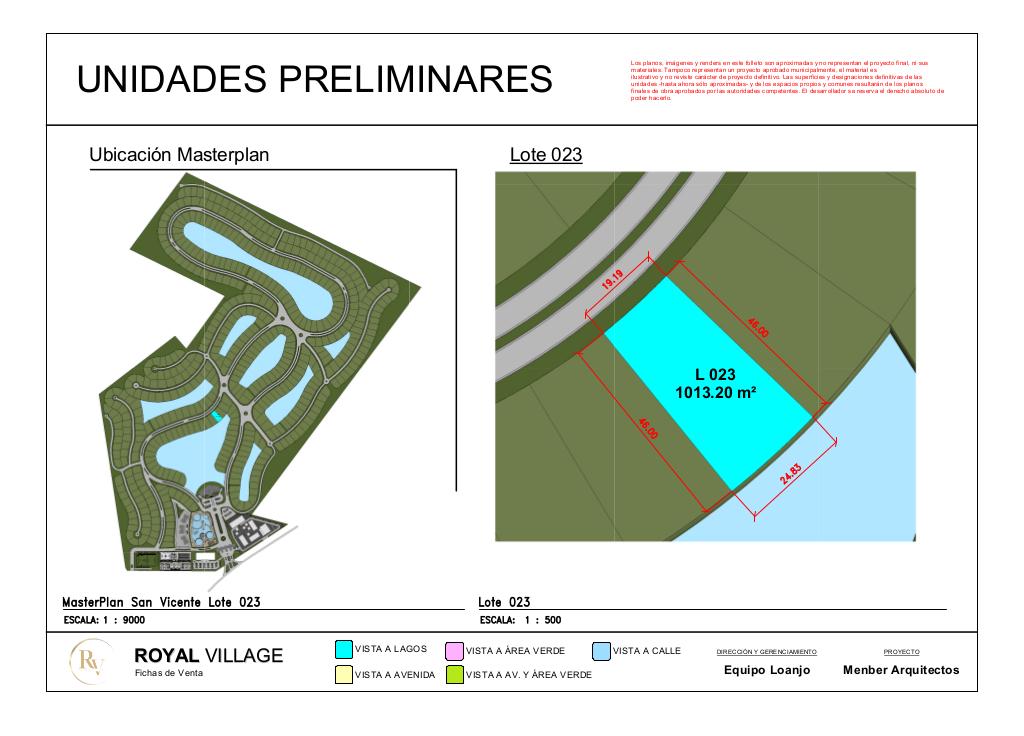 UNIDADES PRELIMINARES
Los planos, imágenes y renders en este folleto son aproximadas y no representan el proyecto final, ni sus
materiales. Tampoco representan un proyecto aprobado municipalmente, el material es
ilustrativo y no reviste carácter de proyecto definitivo. Las superficies y designaciones definitivas de las
unidades -hasta ahora sólo aproximadas- y de los espacios propios y comunes resultarán de los planos
finales de obra aprobados por las autoridades competentes. El desarrollador se reserva el derecho absoluto de
poder hacerlo.
Ubicación Masterplan
Lote 023
19.19
46.00
L 023
1013.20 m²
46.00
24.83
MasterPlan San Vicente Lote 023
ESCALA: 1 : 9000
Lote 023
ESCALA: 1 : 500
RV
ROYAL VILLAGE
Fichas de Venta
VISTA A LAGOS
VISTA A ÁREA VERDE
VISTA A CALLE
VISTA A AVENIDA
VISTA A AV. Y ÁREA VERDE
DIRECCIÓN Y GERENCIAMIENTO
Equipo Loanjo
PROYECTO
Menber Arquitectos